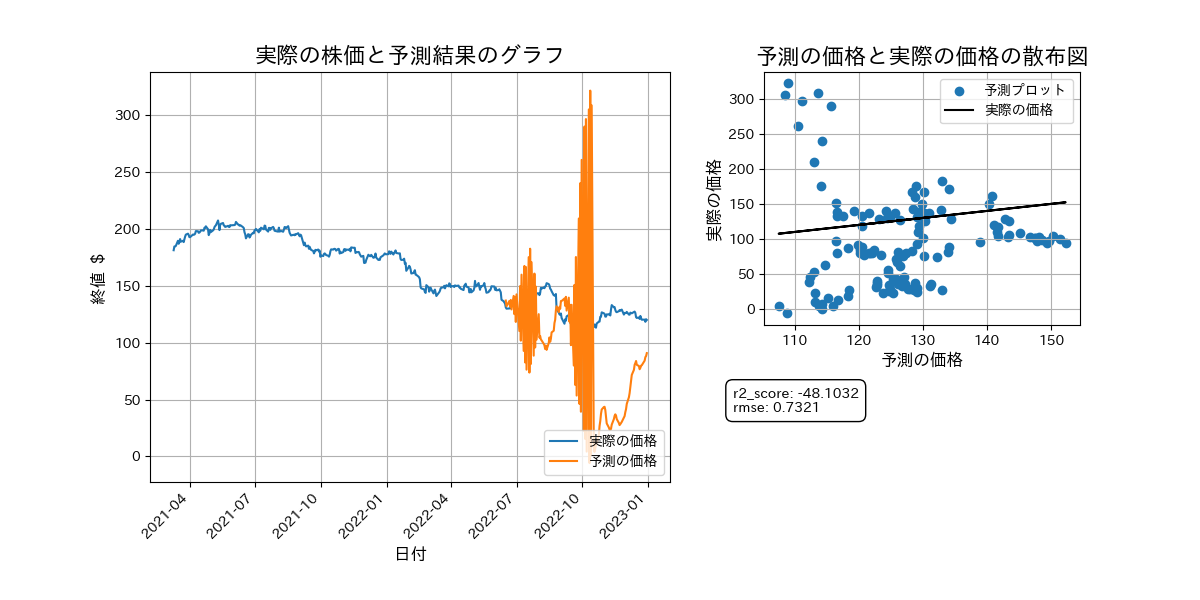 実際の株価と予測結果のグラフ
終値 $
300
250
200
150
100
50
0
2021-04
2021-07
2021-10
2022-01
2022-04
2022-07
2022-10
2023-01
日付
実際の価格
予測の価格
予測の価格と実際の価格の散布図
実際の価格
300
250
200
150
100
50
0
110
120
130
140
150
予測の価格
予測プロット
実際の価格
r2_score: -48.1032
rmse: 0.7321